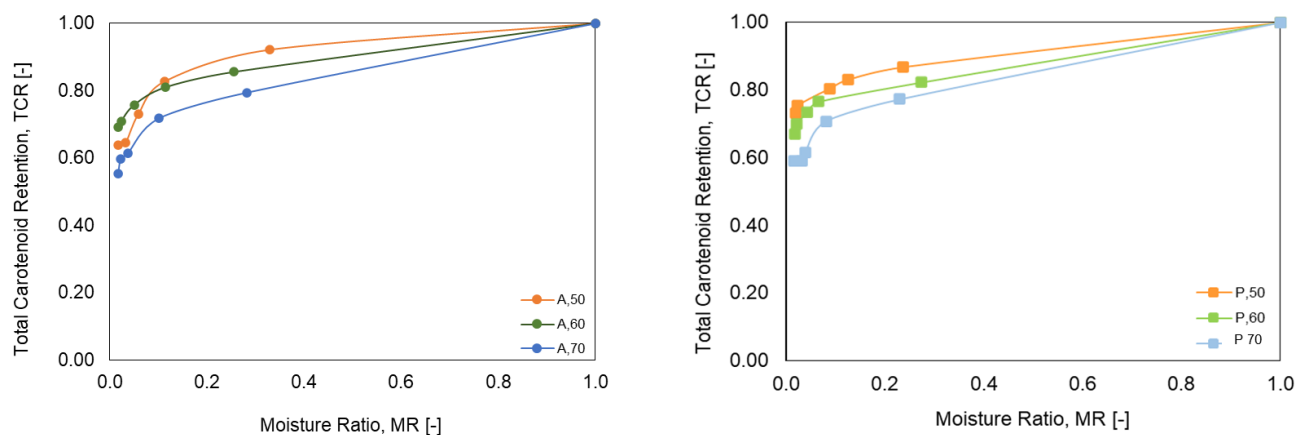 Total Carotenoid Retention, TCR [-]
1.00
0.80
0.60
0.40
0.20
0.00
A,50
A,60
A,70
0.0 0.2 0.4 0.6 0.8 1.0
Moisture Ratio, MR [-]
Total Carotenoid Retention, TCR [-]
1.00
0.80
0.60
0.40
0.20
0.00
P,50
P,60
P 70
0.0 0.2 0.4 0.6 0.8 1.0
Moisture Ratio, MR [-]